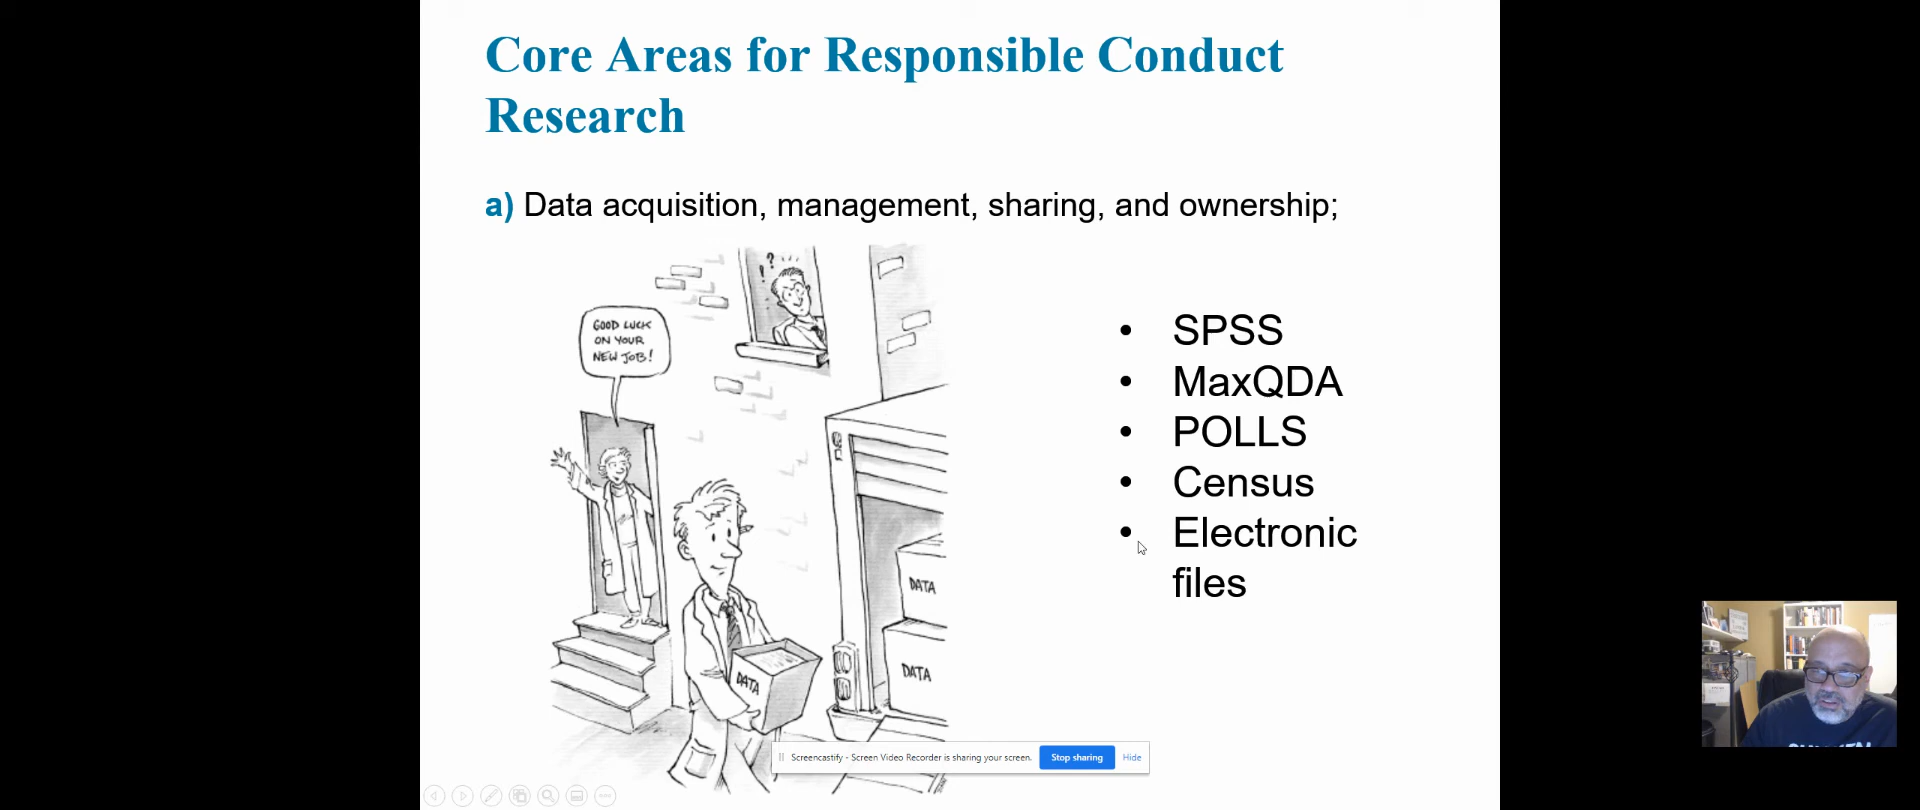 Core Areas for Responsible Conduct
Research
a) Data acquisition, management, sharing, and ownership;
GOOD LUCK
ON YOUR
NEW JOB!
! ?
• SPSS
• MaxQDA
• POLLS
• Census
• Electronic
files
DATA
DATA
DATA
Screencastify - Screen Video Recorder is sharing your screen.
Stop sharing
Hide